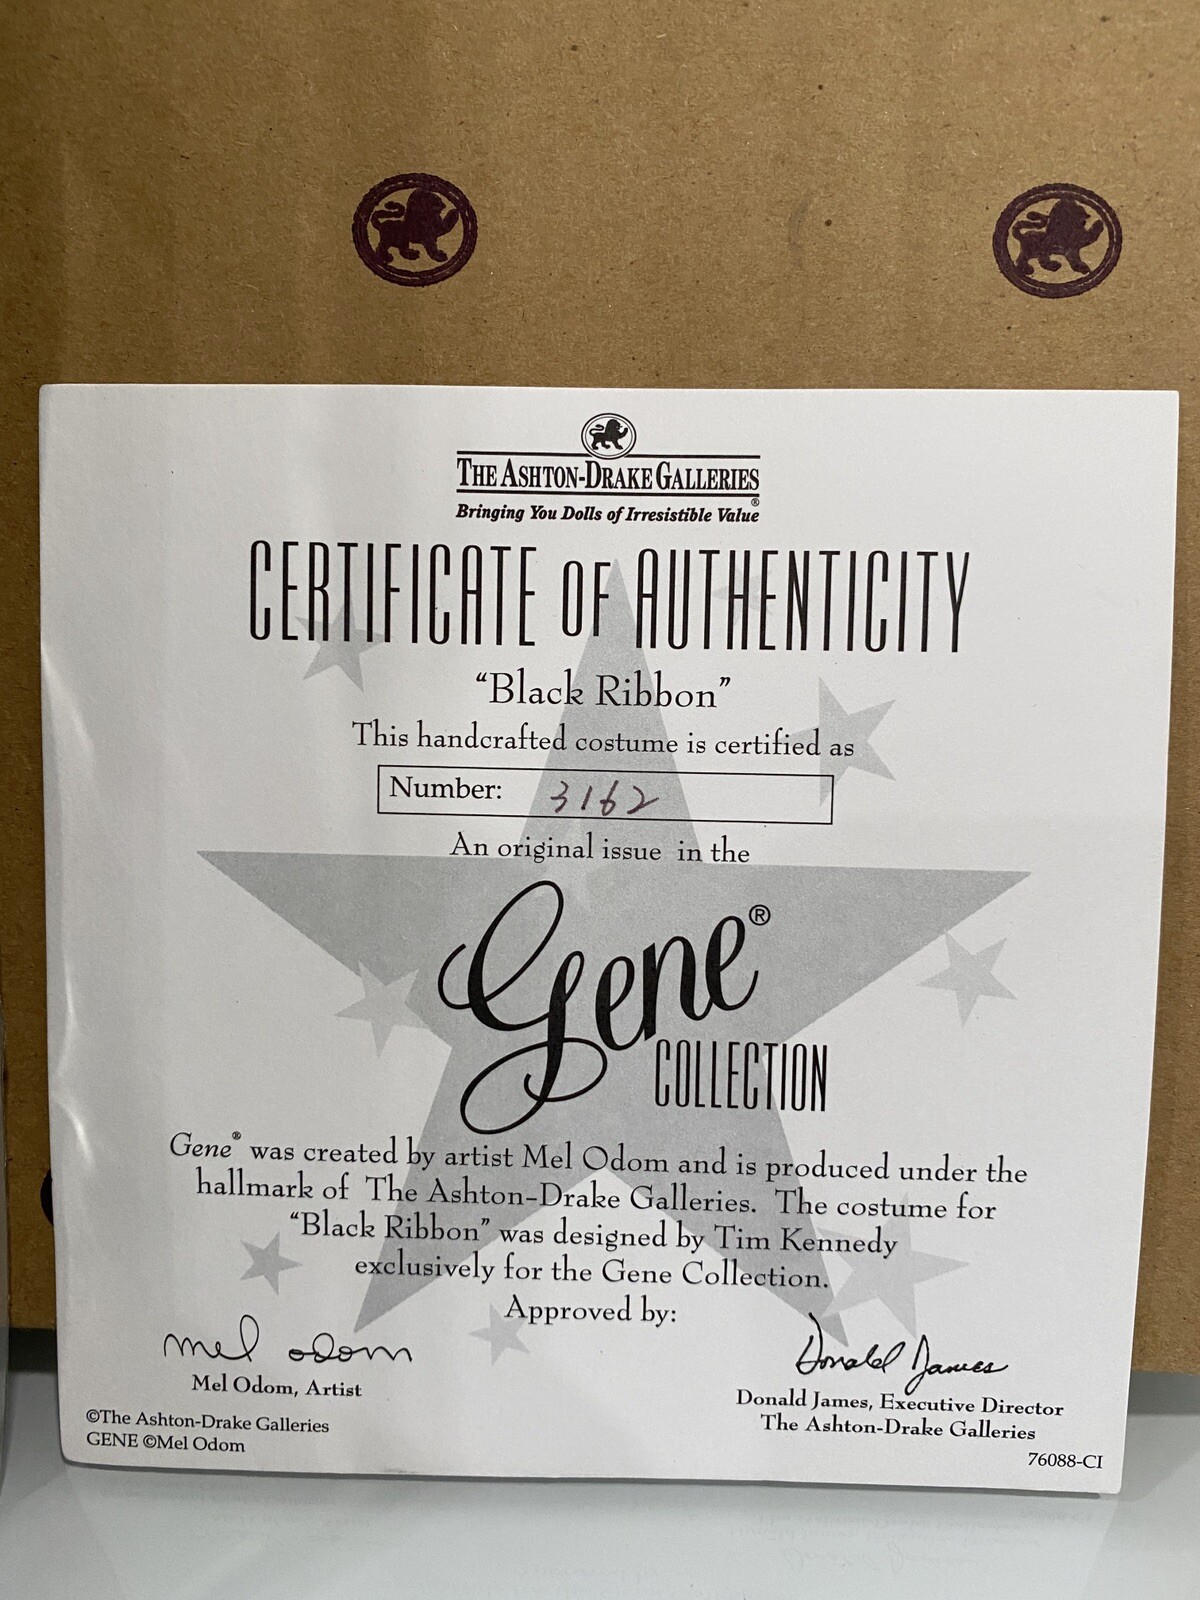 THE ASHTON-DRAKE GALLERIES®
Bringing You Dolls of Irresistible Value
CERTIFICATE OF AUTHENTICITY
“Black Ribbon”
This handcrafted costume is certified as
Number: 3162
An original issue in the
Gene®
COLLECTION
Gene® was created by artist Mel Odom and is produced under the
hallmark of The Ashton-Drake Galleries. The costume for
“Black Ribbon” was designed by Tim Kennedy
exclusively for the Gene Collection.
Approved by:
mel odom
Donald James
Mel Odom, Artist
Donald James, Executive Director
The Ashton-Drake Galleries
©The Ashton-Drake Galleries
GENE ©Mel Odom
76088-CI